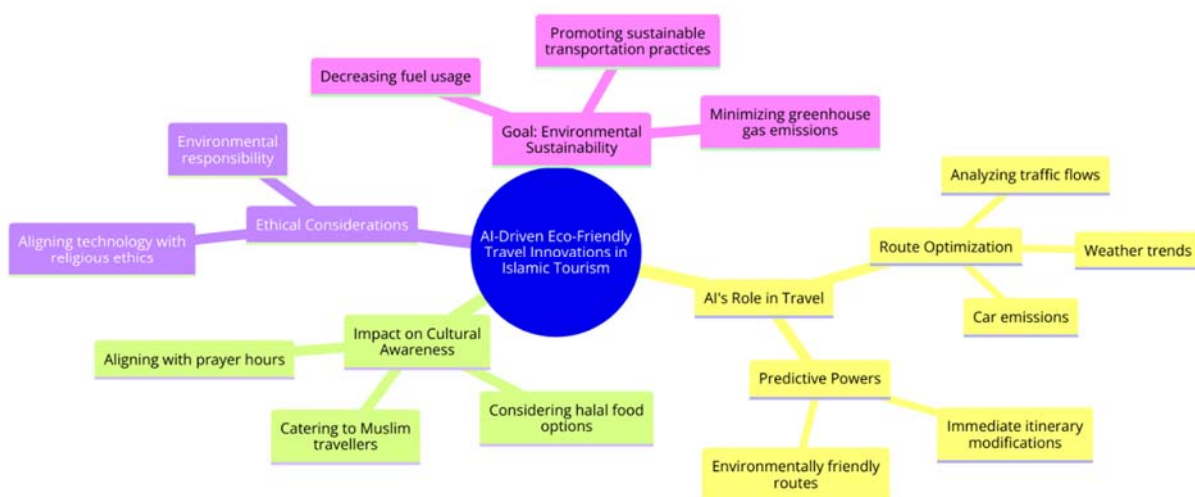 Promoting sustainable
transportation practices
Decreasing fuel usage
Goal: Environmental
Sustainability
Minimizing greenhouse
gas emissions
Environmental
responsibility
Ethical Considerations
Aligning technology with
religious ethics
AI-Driven Eco-Friendly
Travel Innovations in
Islamic Tourism
Analyzing traffic flows
Route Optimization
Weather trends
Car emissions
AI's Role in Travel
Predictive Powers
Immediate itinerary
modifications
Environmentally friendly
routes
Impact on Cultural
Awareness
Aligning with prayer hours
Catering to Muslim
travellers
Considering halal food
options